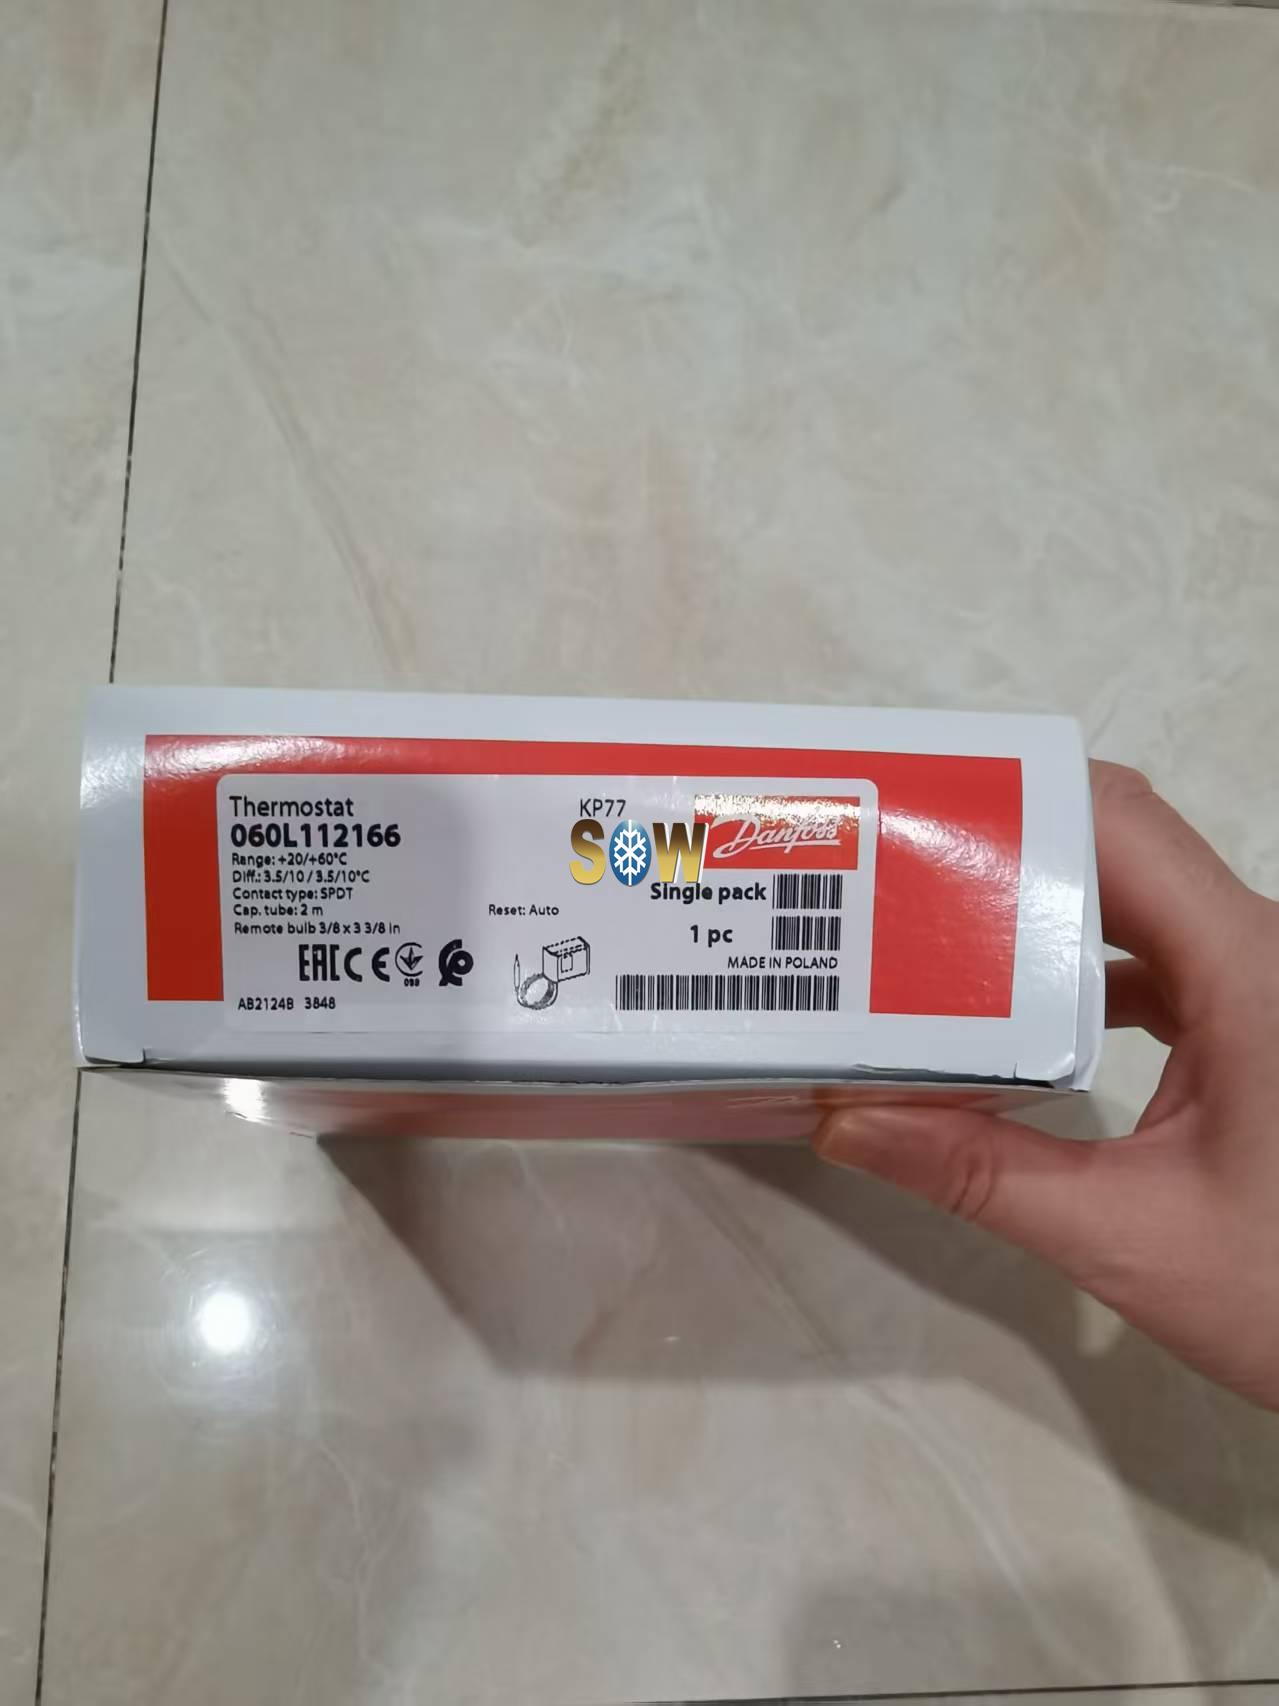 Thermostat
KP77
060L112166
Danfoss
SOW
Range: +20/+60°C
Diff.: 3.5/10 / 3.5/10°C
Contact type: SPDT
Cap. tube: 2 m
Remote bulb 3/8 x 3 3/8 in
Reset: Auto
Single pack
1 pc
MADE IN POLAND
EAC CE
AB2124B 3848